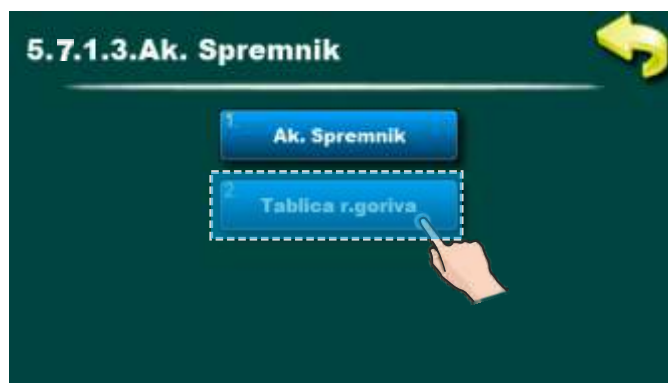 5.7.1.3.Ak. Spremnik
1
Ak. Spremnik
2
Tablica r.goriva